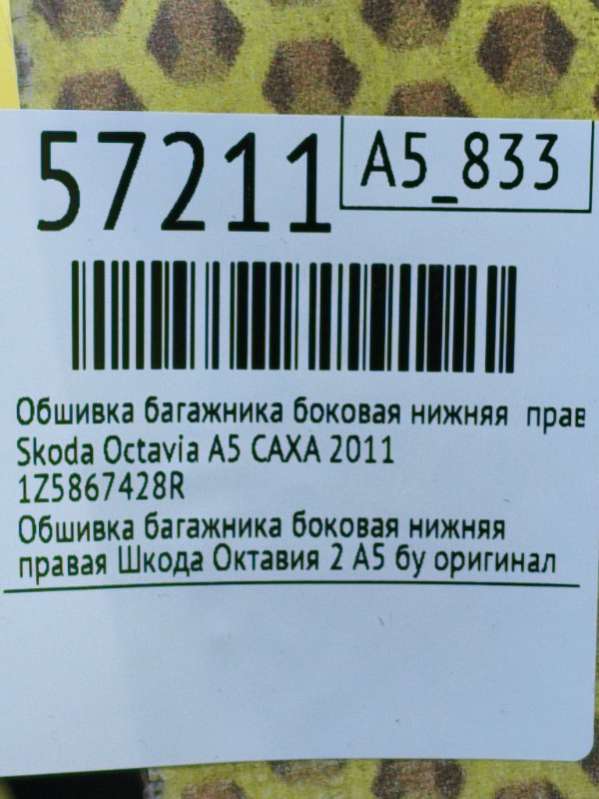 57211
A5_833
Обшивка багажника боковая нижняя прав
Skoda Octavia A5 CAXA 2011
1Z5867428R
Обшивка багажника боковая нижняя
правая Шкода Октавия 2 А5 бу оригинал